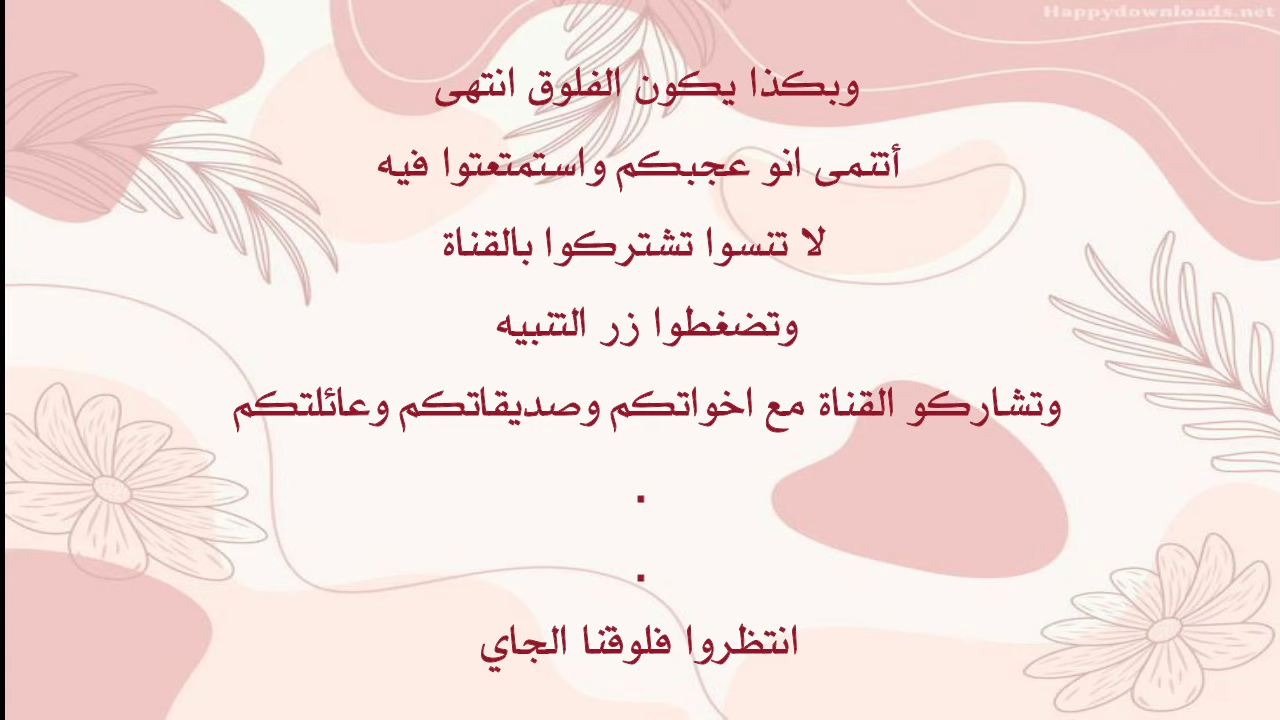 Happydownloads.net
وبكذا يكون الفلوق انتهى
أتنمى انو عجبكم واستمتعتوا فيه
لا تنسوا تشتركوا بالقناة
وتضغطوا زر التنبيه
وتشاركو القناة مع اخواتكم وصديقاتكم وعائلتكم
.
.
انتظروا فلوقنا الجاي